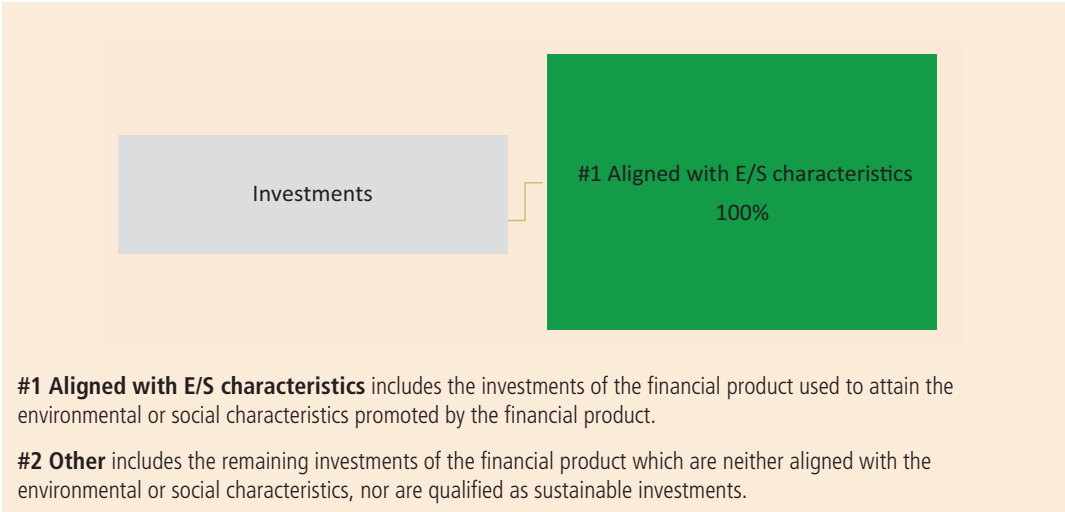 Investments
#1 Aligned with E/S characteristics
100%
#1 Aligned with E/S characteristics includes the investments of the financial product used to attain the
environmental or social characteristics promoted by the financial product.
#2 Other includes the remaining investments of the financial product which are neither aligned with the
environmental or social characteristics, nor are qualified as sustainable investments.